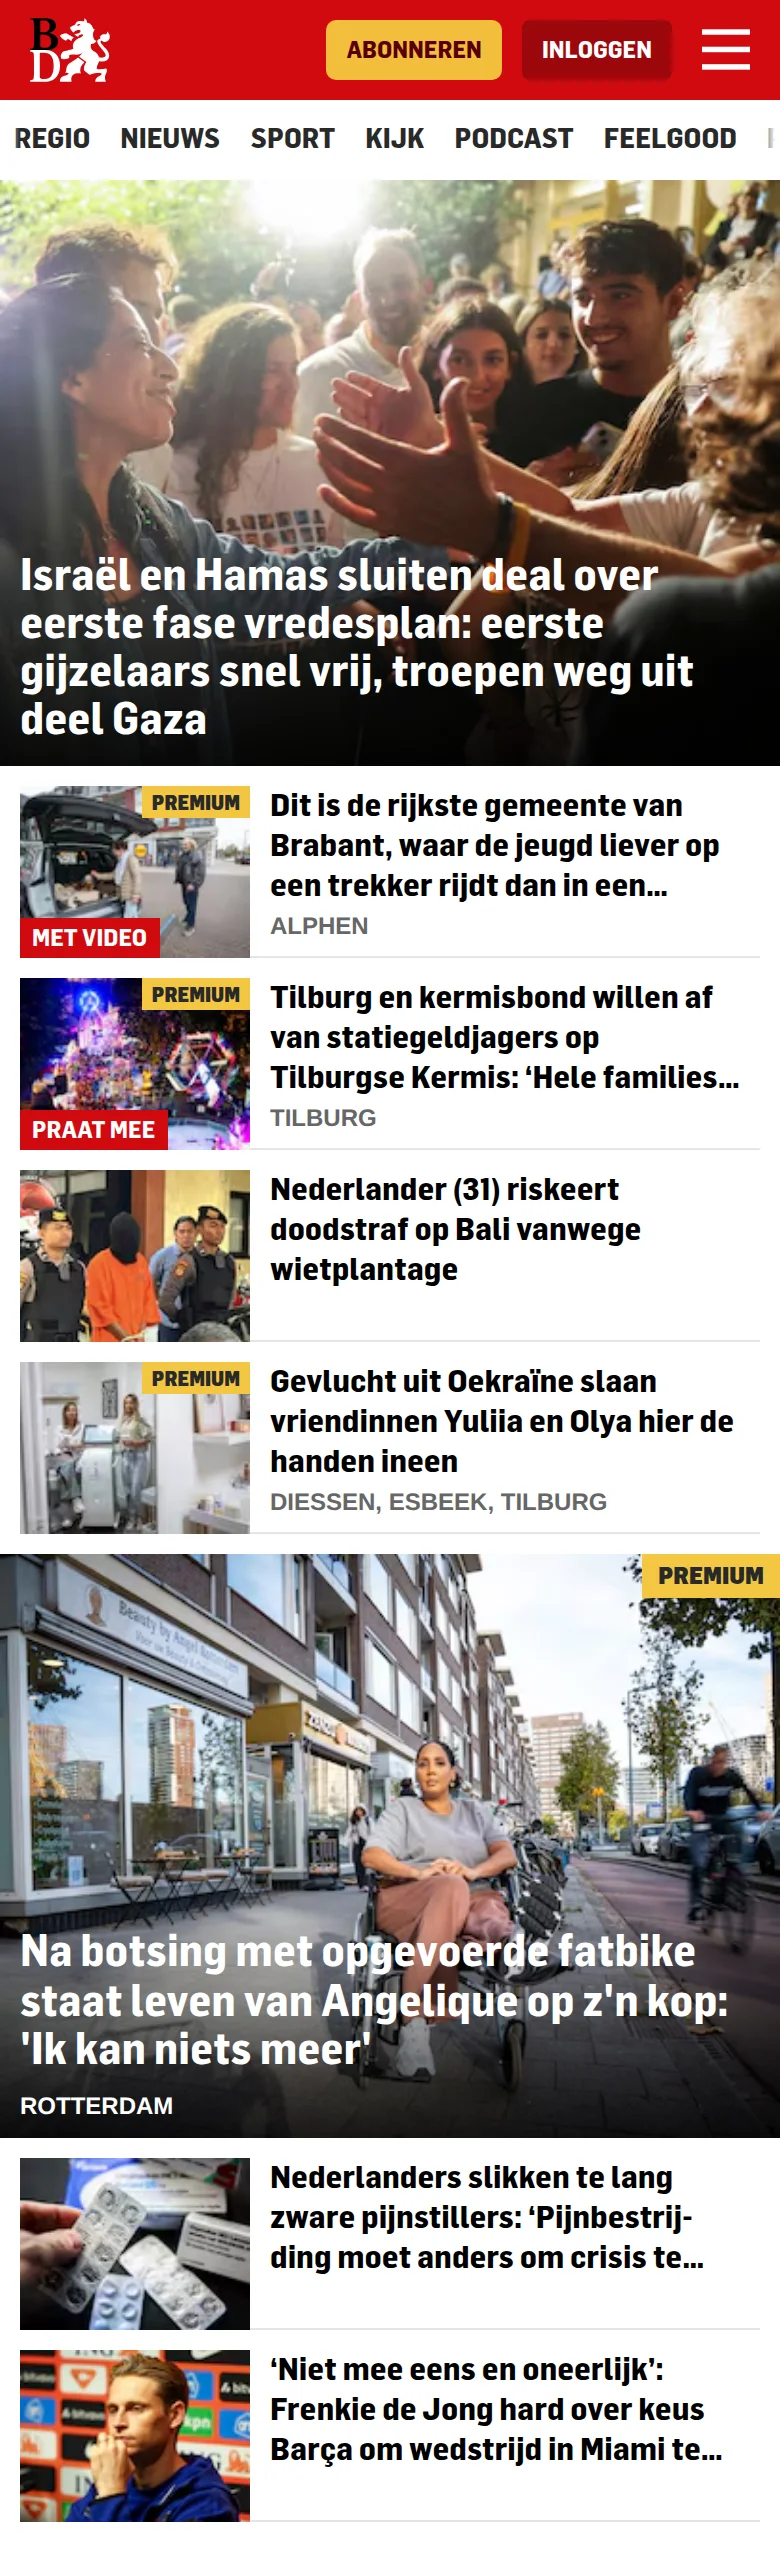 B
D
ABONNEREN
INLOGGEN
REGIO NIEUWS SPORT KIJK PODCAST FEELGOOD
Israël en Hamas sluiten deal over
eerste fase vredesplan: eerste
gijzelaars snel vrij, troepen weg uit
deel Gaza
PREMIUM
MET VIDEO
Dit is de rijkste gemeente van
Brabant, waar de jeugd liever op
een trekker rijdt dan in een...
ALPHEN
PREMIUM
PRAAT MEE
Tilburg en kermisbond willen af
van statiegeldjagers op
Tilburgse Kermis: ‘Hele families...
TILBURG
Nederlander (31) riskeert
doodstraf op Bali vanwege
wietplantage
PREMIUM
Gevlucht uit Oekraïne slaan
vriendinnen Yuliia en Olya hier de
handen ineen
DIESSEN, ESBEEK, TILBURG
PREMIUM
Beauty by Angel
Na botsing met opgevoerde fatbike
staat leven van Angelique op z'n kop:
'Ik kan niets meer'
ROTTERDAM
Nederlanders slikken te lang
zware pijnstillers: ‘Pijnbestrij-
ding moet anders om crisis te...
kpn
‘Niet mee eens en oneerlijk’:
Frenkie de Jong hard over keus
Barça om wedstrijd in Miami te...